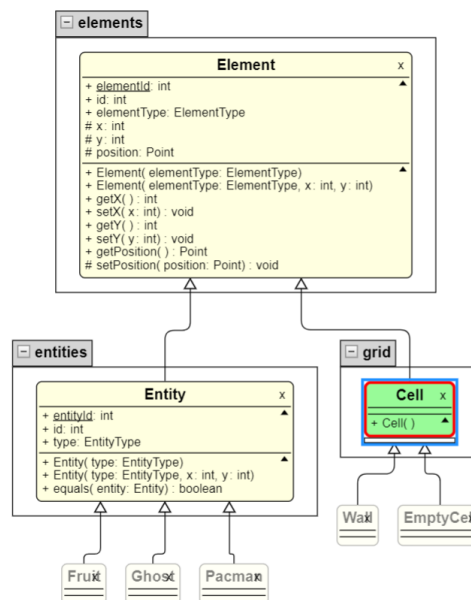 elements
Element x
+ elementId: int
+ id: int
+ elementType: ElementType
# x: int
# y: int
# position: Point
+ Element( elementType: ElementType)
+ Element( elementType: ElementType, x: int, y: int)
+ getX( ) : int
+ setX( x: int) : void
+ getY( ) : int
+ setY( y: int) : void
+ getPosition( ) : Point
# setPosition( position: Point) : void
entities
grid
Entity x
+ entityId: int
+ id: int
+ type: EntityType
+ Entity( type: EntityType)
+ Entity( type: EntityType, x: int, y: int)
+ equals( entity: Entity) : boolean
Cell x
+ Cell( )
Wall EmptyCell
Fruit Ghost Pacman